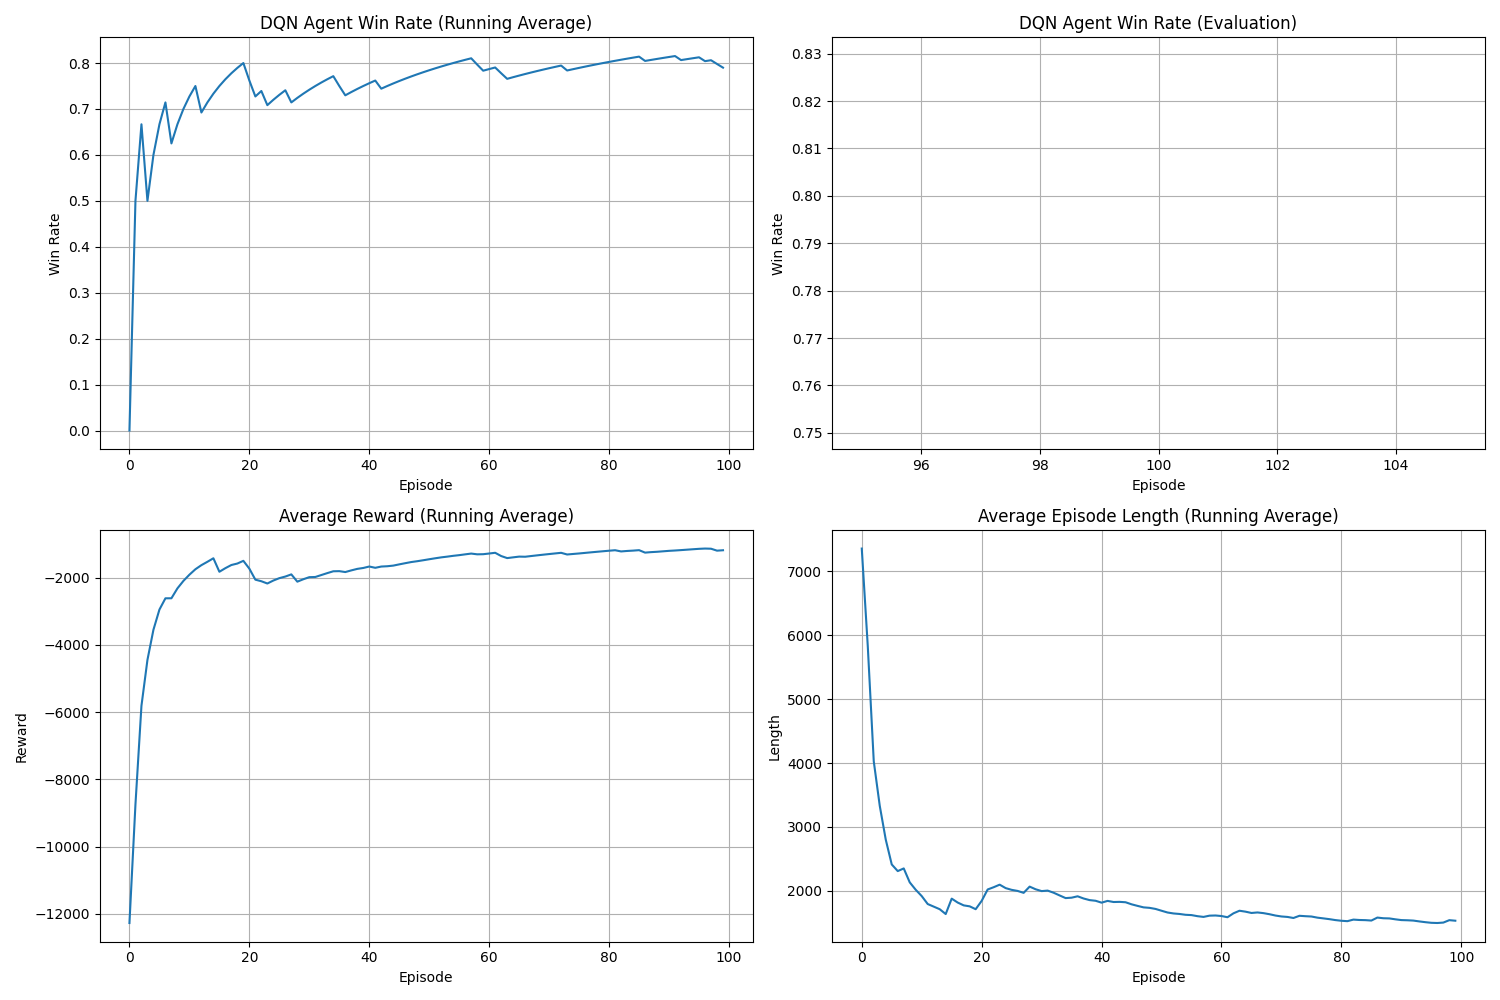 DQN Agent Win Rate (Running Average)
Win Rate
0.8
0.7
0.6
0.5
0.4
0.3
0.2
0.1
0.0
0 20 40 60 80 100
Episode
DQN Agent Win Rate (Evaluation)
Win Rate
0.83
0.82
0.81
0.80
0.79
0.78
0.77
0.76
0.75
96 98 100 102 104
Episode
Average Reward (Running Average)
Reward
−2000
−4000
−6000
−8000
−10000
−12000
0 20 40 60 80 100
Episode
Average Episode Length (Running Average)
Length
7000
6000
5000
4000
3000
2000
0 20 40 60 80 100
Episode